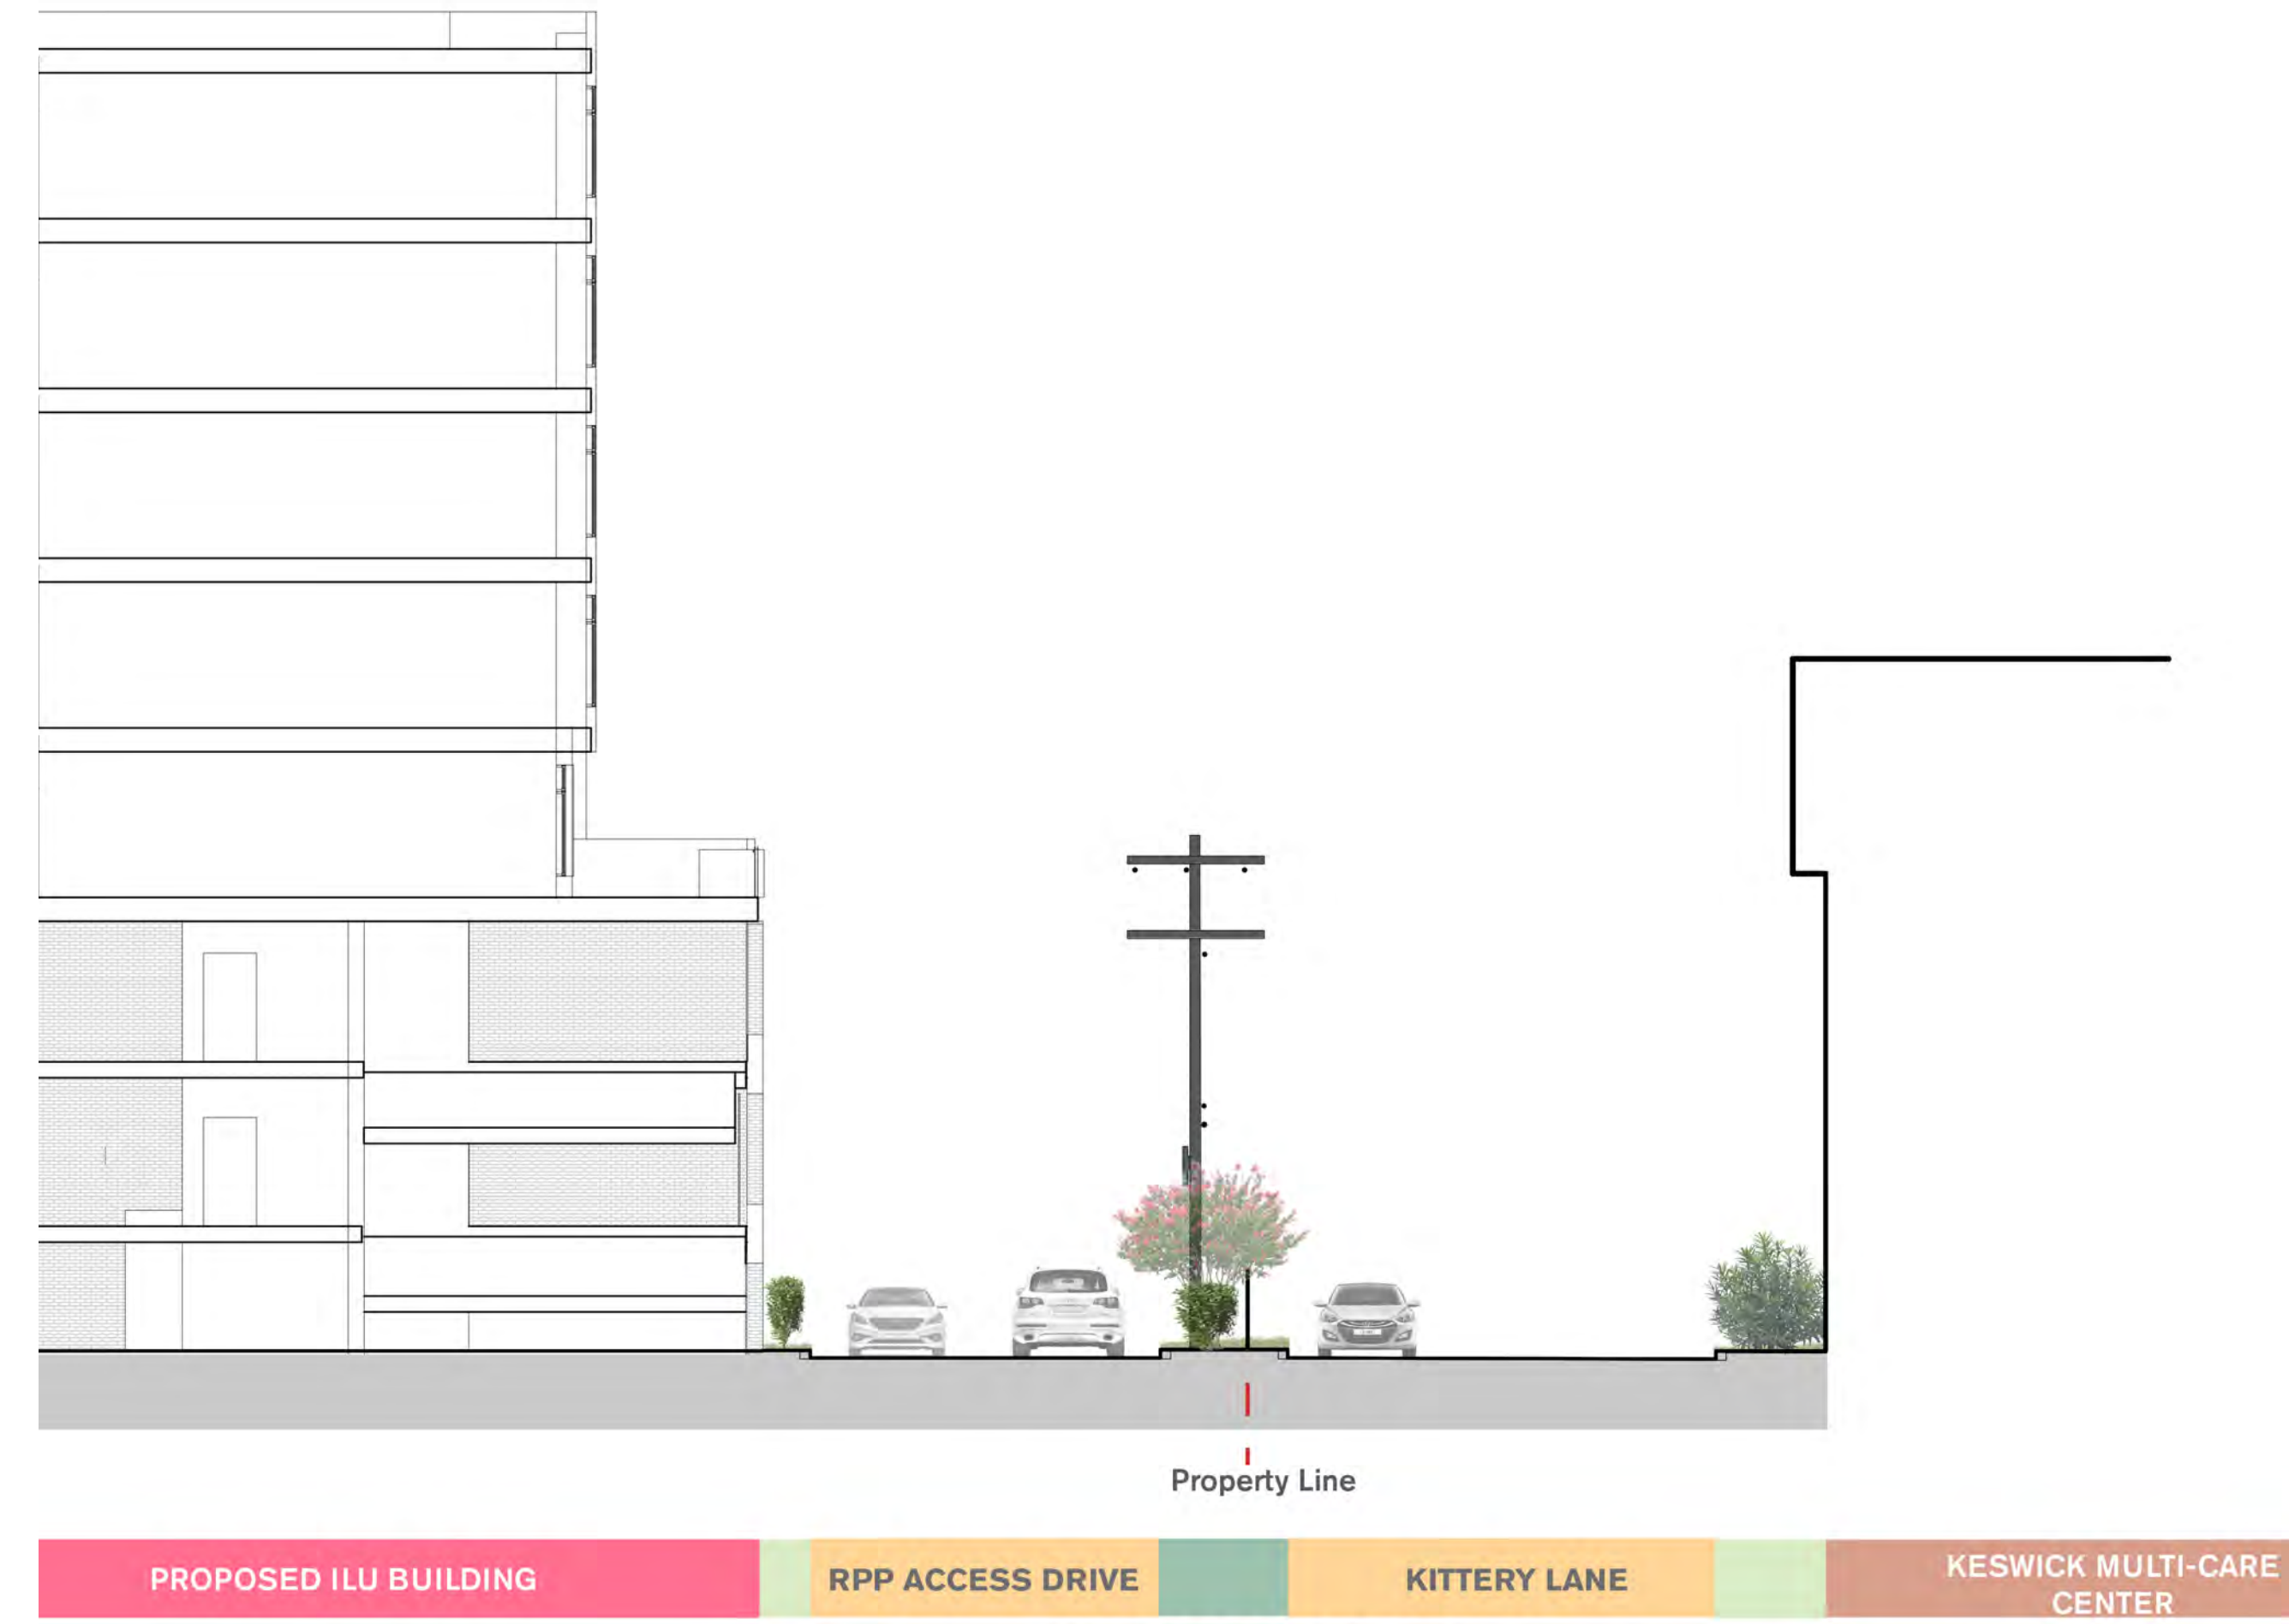 Property Line
PROPOSED ILU BUILDING
RPP ACCESS DRIVE
KITTERY LANE
KESWICK MULTI-CARE
CENTER